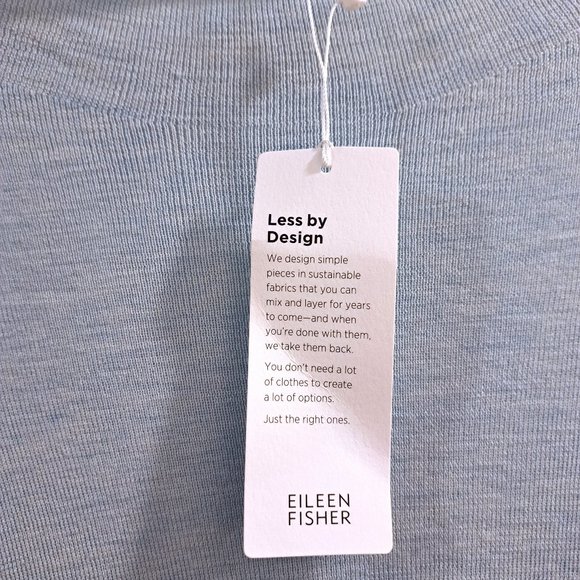 Less by
Design
We design simple
pieces in sustainable
fabrics that you can
mix and layer for years
to come—and when
you're done with them,
we take them back.
You don't need a lot
of clothes to create
a lot of options.
Just the right ones.
EILEEN
FISHER